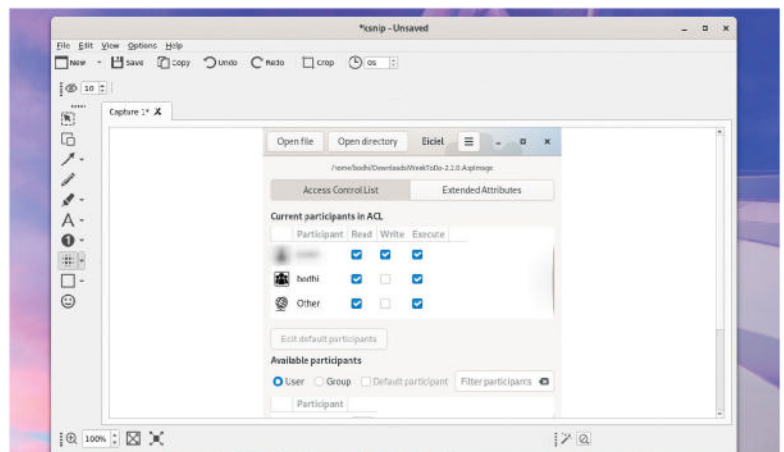 *ksnip - Unsaved
File Edit View Options Help
New Save Copy Undo Redo Crop 0s
10
Capture 1* X
Open file Open directory Eiciel
/home/bodhi/Downloads/WeekToDo-2.1.0.AppImage
Access Control List Extended Attributes
Current participants in ACL
Participant Read Write Execute
bodhi
Other
Edit default participants
Available participants
User Group Default participant Filter participants
Participant
100%